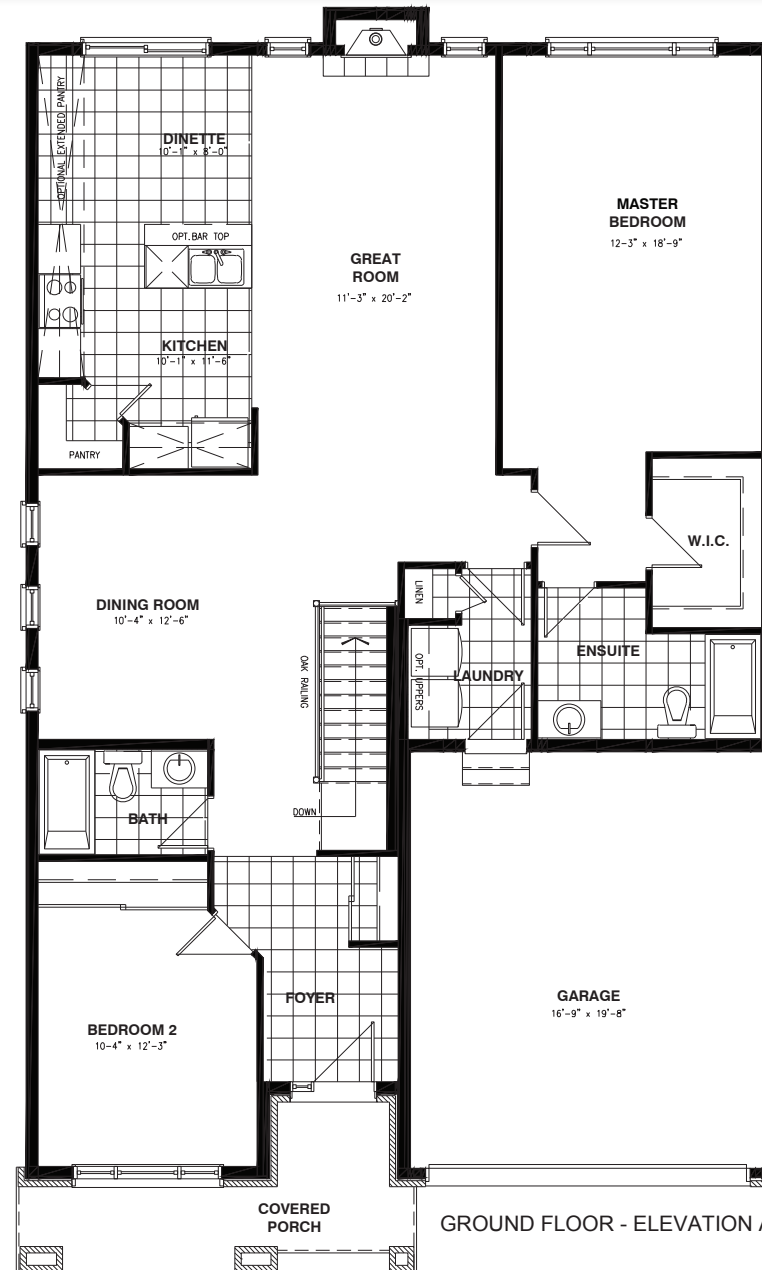 OPTIONAL EXTENDED PANTRY
DINETTE
10'-1" x 8'-0"
OPT.BAR TOP
KITCHEN
10'-1" x 11'-6"
PANTRY
GREAT
ROOM
11'-3" x 20'-2"
MASTER
BEDROOM
12-3" x 18'-9"
W.I.C.
DINING ROOM
10'-4" x 12'-6"
OAK RAILING
DOWN
LINEN
OPT. UPPERS
LAUNDRY
ENSUITE
BATH
FOYER
BEDROOM 2
10-4" x 12'-3"
GARAGE
16'-9" x 19'-8"
COVERED
PORCH
GROUND FLOOR - ELEVATION A